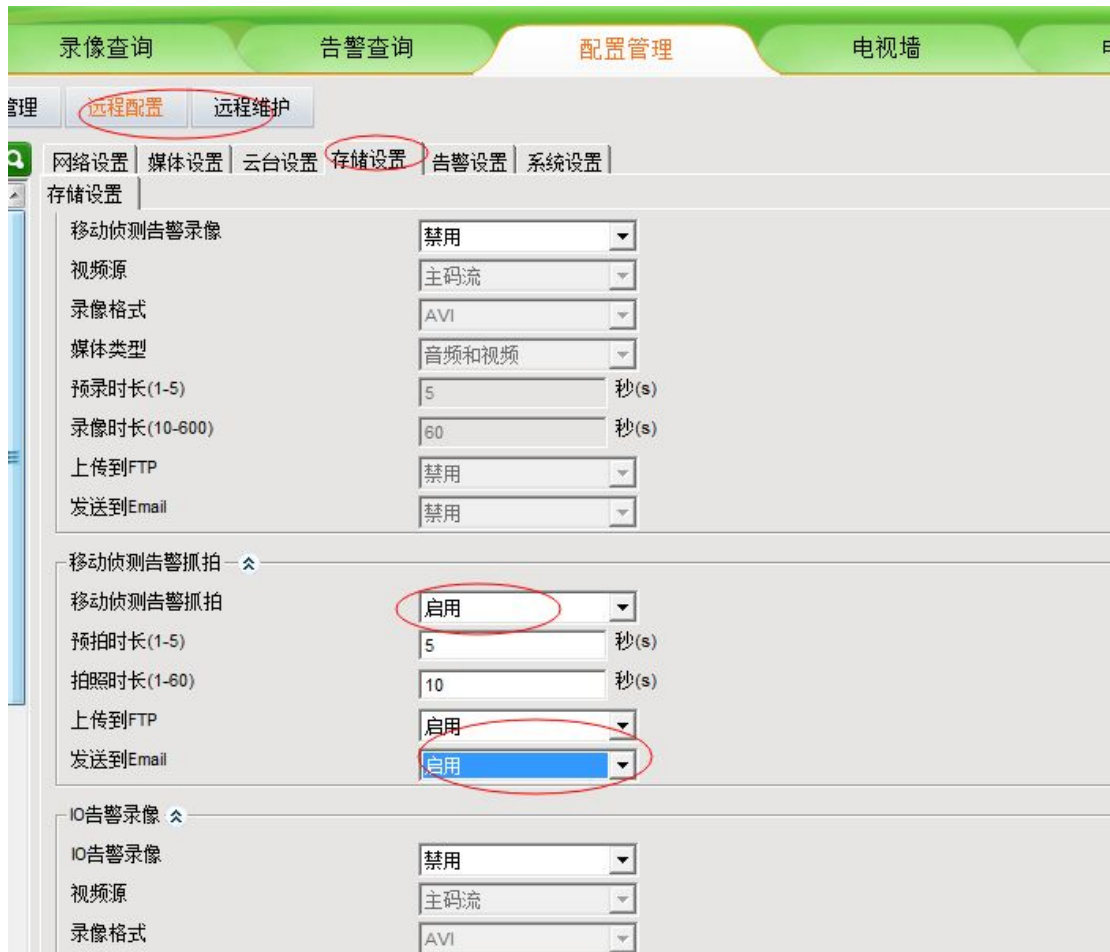 录像查询 告警查询 配置管理 电视墙
管理 远程配置 远程维护
网络设置 媒体设置 云台设置 存储设置 告警设置 系统设置
存储设置
移动侦测告警录像 禁用
视频源 主码流
录像格式 AVI
媒体类型 音频和视频
预录时长(1-5) 5 秒(s)
录像时长(10-600) 60 秒(s)
上传到FTP 禁用
发送到Email 禁用
移动侦测告警抓拍
移动侦测告警抓拍 启用
预拍时长(1-5) 5 秒(s)
拍照时长(1-60) 10 秒(s)
上传到FTP 启用
发送到Email 启用
IO告警录像
IO告警录像 禁用
视频源 主码流
录像格式 AVI